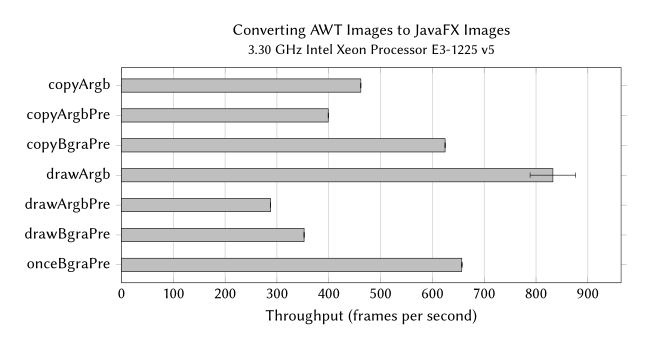 Converting AWT Images to JavaFX Images
3.30 GHz Intel Xeon Processor E3-1225 v5
copyArgb
copyArgbPre
copyBgraPre
drawArgb
drawArgbPre
drawBgraPre
onceBgraPre
0 100 200 300 400 500 600 700 800 900
Throughput (frames per second)